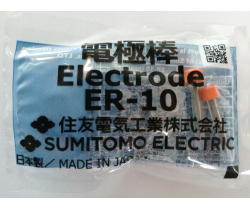 電極棒
Electrode
ER-10
住友電気工業株式会社
SUMITOMO ELECTRIC
日本製/MADE IN JAPAN